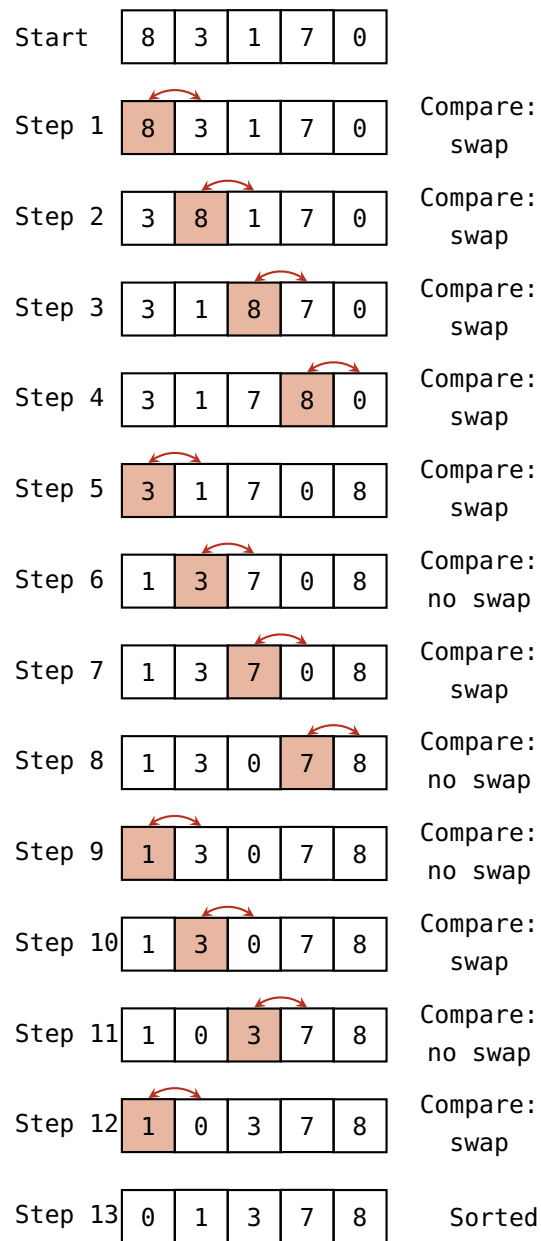 Start 8 3 1 7 0
Step 1 8 3 1 7 0 Compare:
swap
Step 2 3 8 1 7 0 Compare:
swap
Step 3 3 1 8 7 0 Compare:
swap
Step 4 3 1 7 8 0 Compare:
swap
Step 5 3 1 7 0 8 Compare:
swap
Step 6 1 3 7 0 8 Compare:
no swap
Step 7 1 3 7 0 8 Compare:
swap
Step 8 1 3 0 7 8 Compare:
no swap
Step 9 1 3 0 7 8 Compare:
no swap
Step 10 1 3 0 7 8 Compare:
swap
Step 11 1 0 3 7 8 Compare:
no swap
Step 12 1 0 3 7 8 Compare:
swap
Step 13 0 1 3 7 8 Sorted